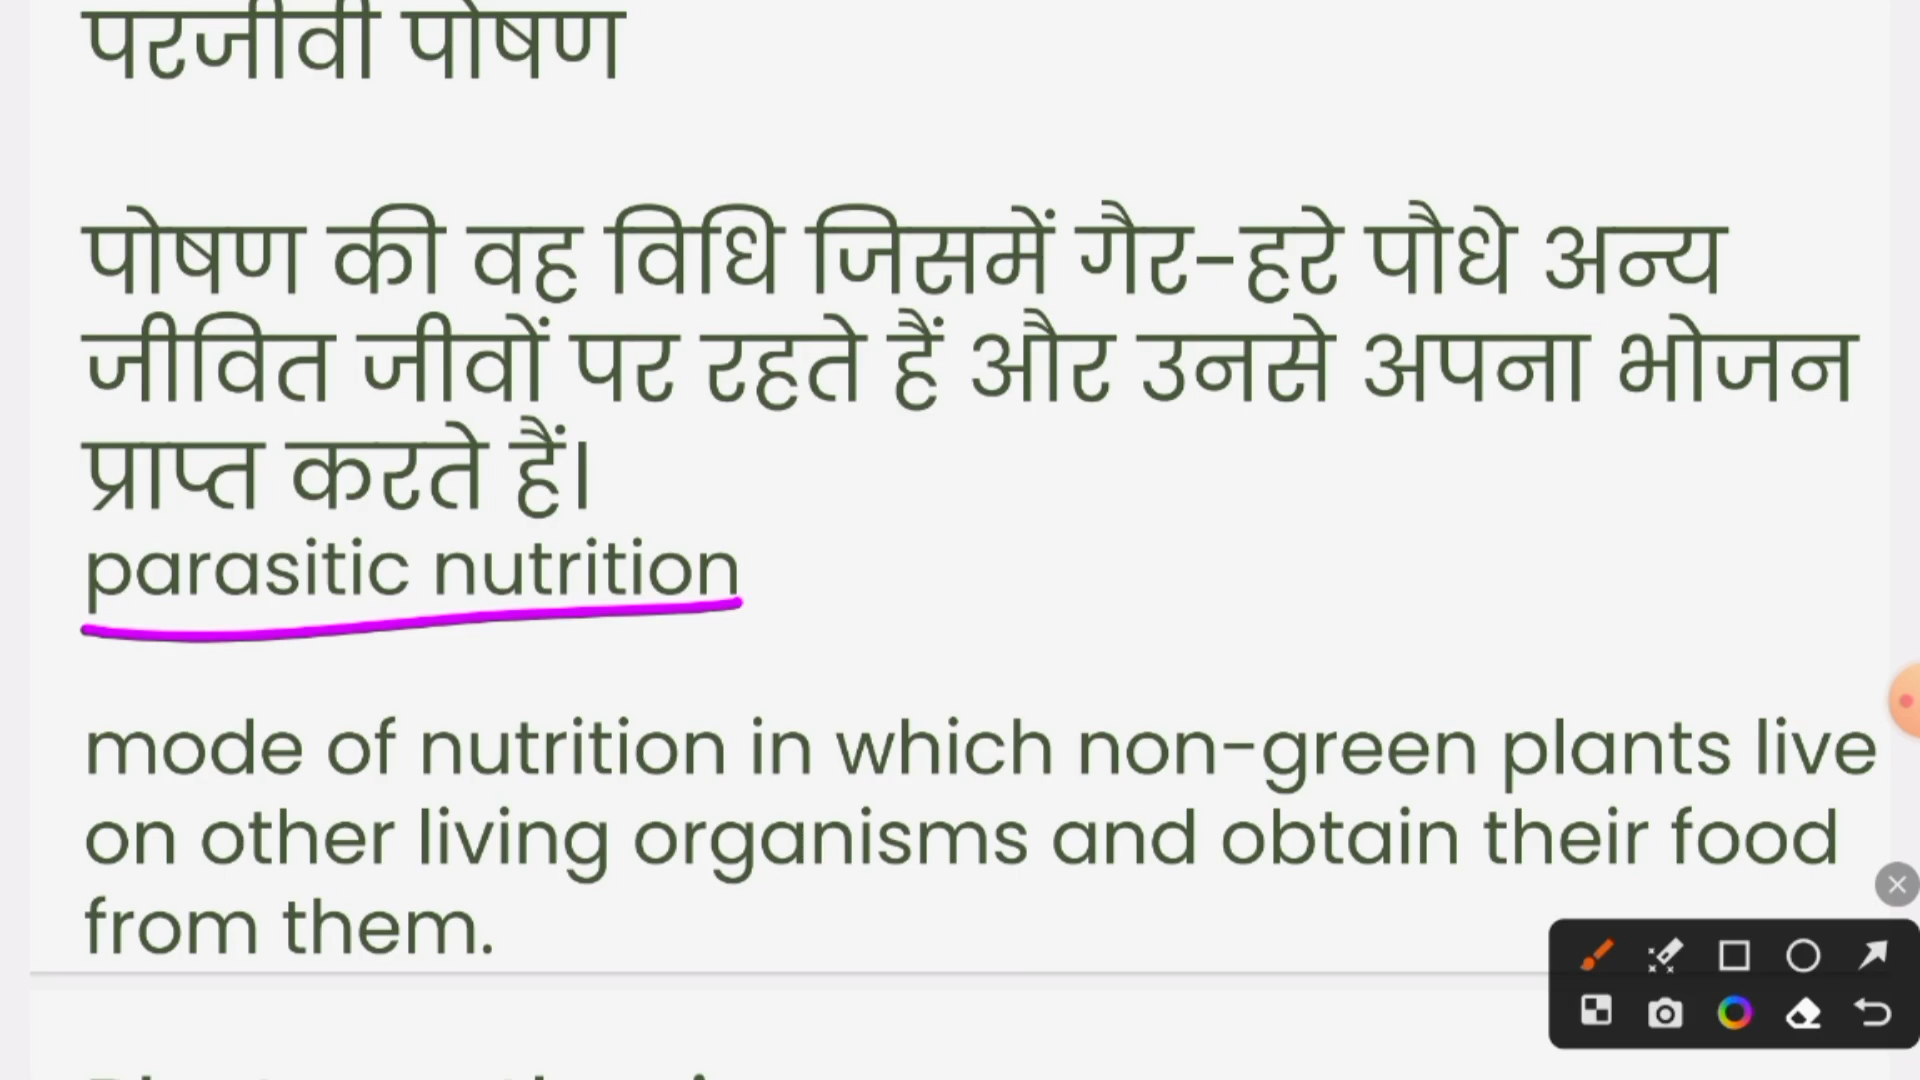 परजीवी पोषण
पोषण की वह विधि जिसमें गैर-हरे पौधे अन्य
जीवित जीवों पर रहते हैं और उनसे अपना भोजन
प्राप्त करते हैं।
parasitic nutrition
mode of nutrition in which non-green plants live
on other living organisms and obtain their food
from them.